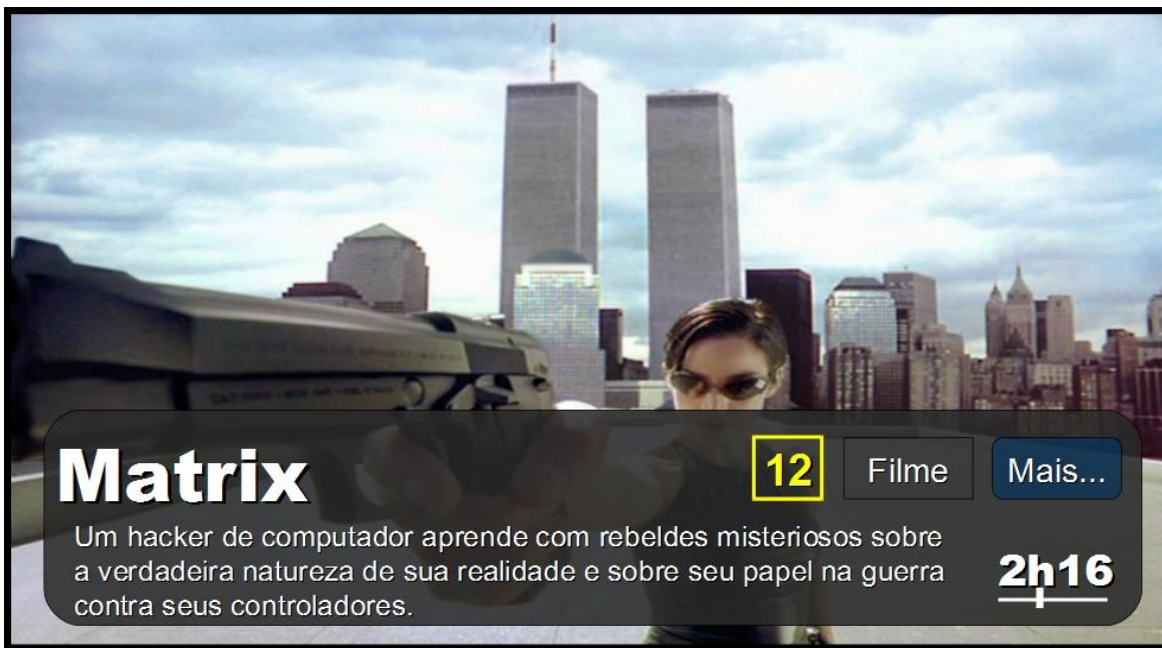 Matrix
12
Filme
Mais...
Um hacker de computador aprende com rebeldes misteriosos sobre
a verdadeira natureza de sua realidade e sobre seu papel na guerra
contra seus controladores.
2h16